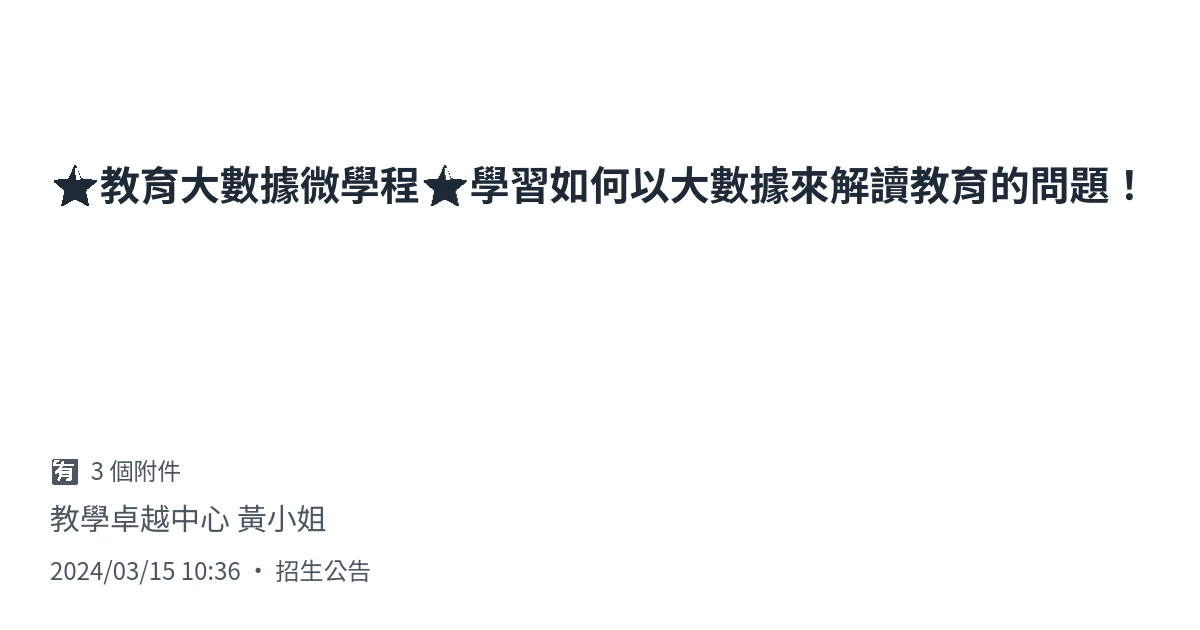 ★教育大數據微學程★學習如何以大數據來解讀教育的問題！
🈶 3 個附件
教學卓越中心 黃小姐
2024/03/15 10:36 • 招生公告